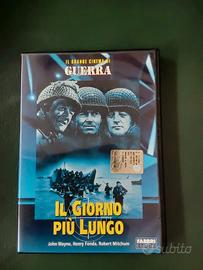 IL GRANDE CINEMA DI
GUERRA
IL GIORNO
PIÙ LUNGO
John Wayne, Henry Fonda, Robert Mitchum
FABBRI
subito